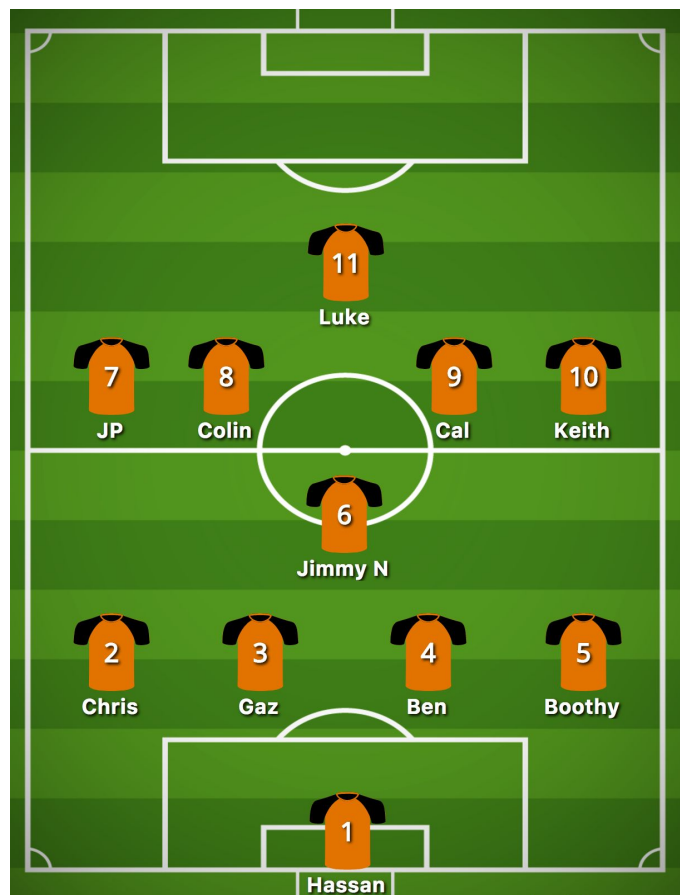 11
Luke
7 8 9 10
JP Colin Cal Keith
6
Jimmy N
2 3 4 5
Chris Gaz Ben Boothy
1
Hassan